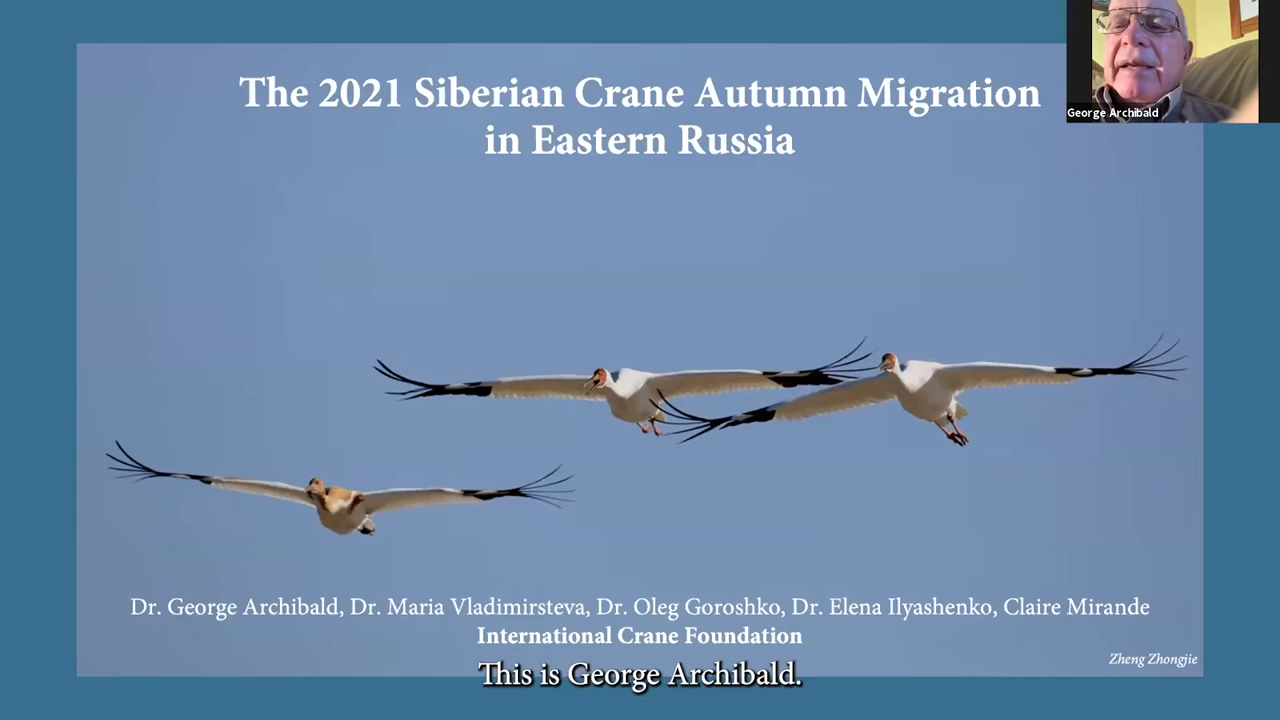 The 2021 Siberian Crane Autumn Migration
in Eastern Russia
George Archibald
Dr. George Archibald, Dr. Maria Vladimirsteva, Dr. Oleg Goroshko, Dr. Elena Ilyashenko, Claire Mirande
International Crane Foundation
Zheng Zhongjie
This is George Archibald.